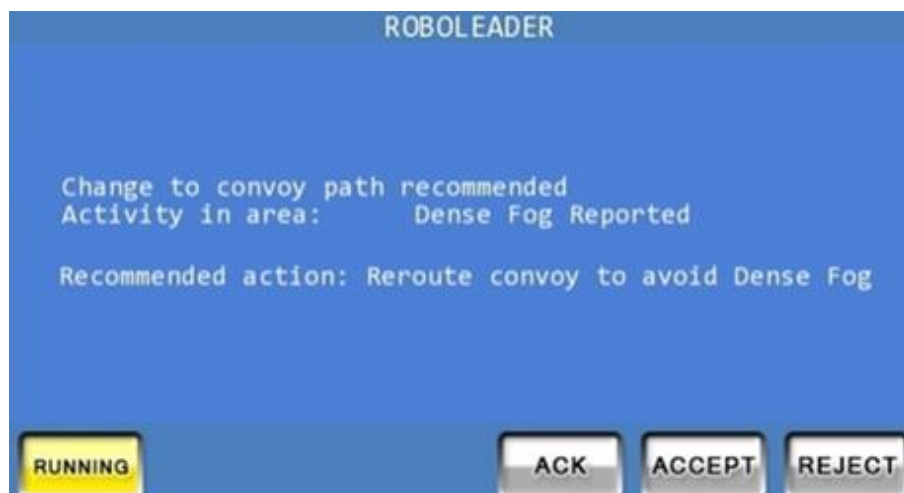 ROBOLEADER
Change to convoy path recommended
Activity in area: Dense Fog Reported
Recommended action: Reroute convoy to avoid Dense Fog
RUNNING ACK ACCEPT REJECT